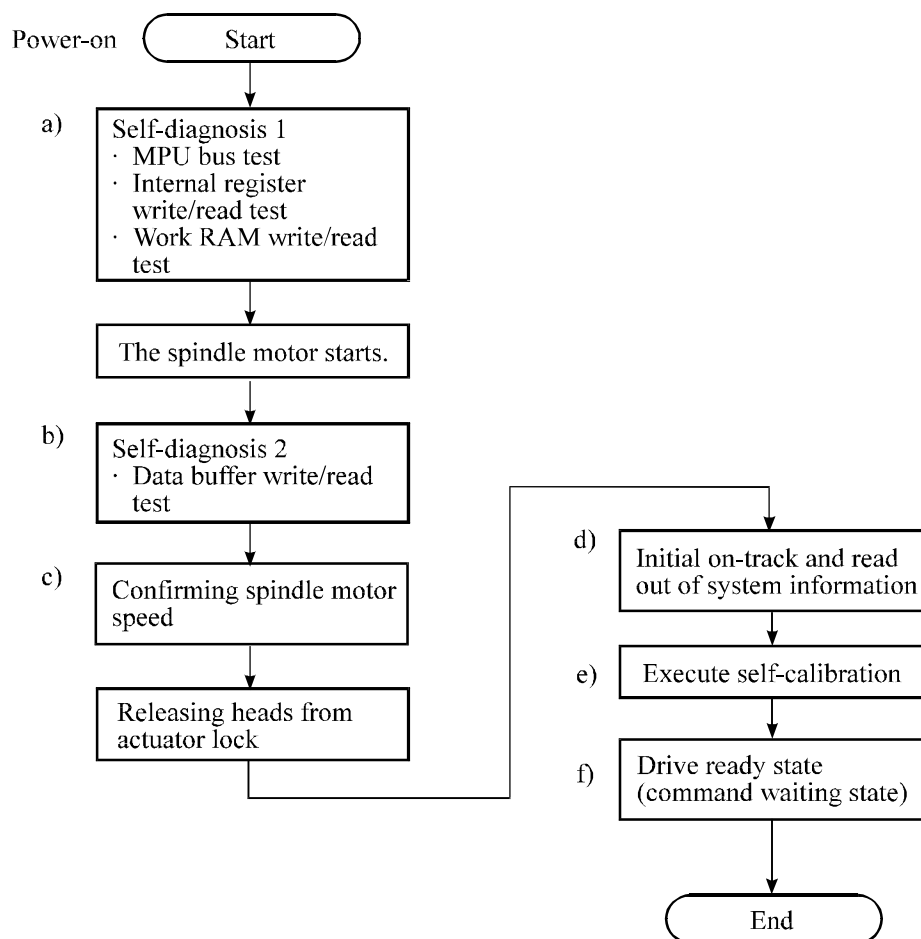 Power-on
Start
a)
Self-diagnosis 1
· MPU bus test
· Internal register
write/read test
· Work RAM write/read
test
The spindle motor starts.
b)
Self-diagnosis 2
· Data buffer write/read
test
c)
Confirming spindle motor
speed
Releasing heads from
actuator lock
d)
Initial on-track and read
out of system information
e)
Execute self-calibration
f)
Drive ready state
(command waiting state)
End